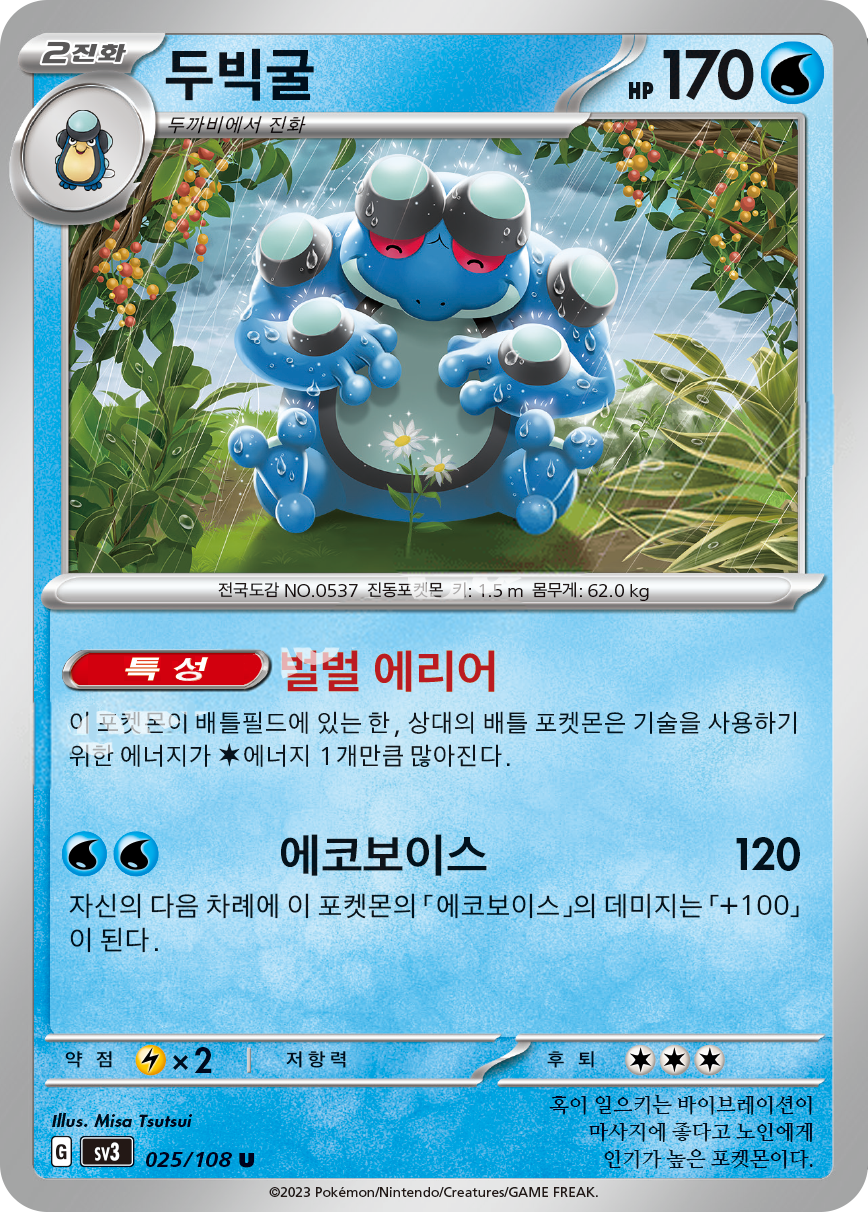 2진화
두빅굴
HP 170
두까비에서 진화
전국도감 NO.0537 진동포켓몬 키: 1.5 m 몸무게: 62.0 kg
특성 벌벌 에리어
이 포켓몬이 배틀필드에 있는 한, 상대의 배틀 포켓몬은 기술을 사용하기
위한 에너지가 에너지 1개만큼 많아진다.
에코보이스 120
자신의 다음 차례에 이 포켓몬의 「에코보이스」의 데미지는 「+100」
이 된다.
약점 ×2 저항력 후퇴
혹이 일으키는 바이브레이션이
마사지에 좋다고 노인에게
인기가 높은 포켓몬이다.
Illus. Misa Tsutsui
G sv3 025/108 U
©2023 Pokémon/Nintendo/Creatures/GAME FREAK.